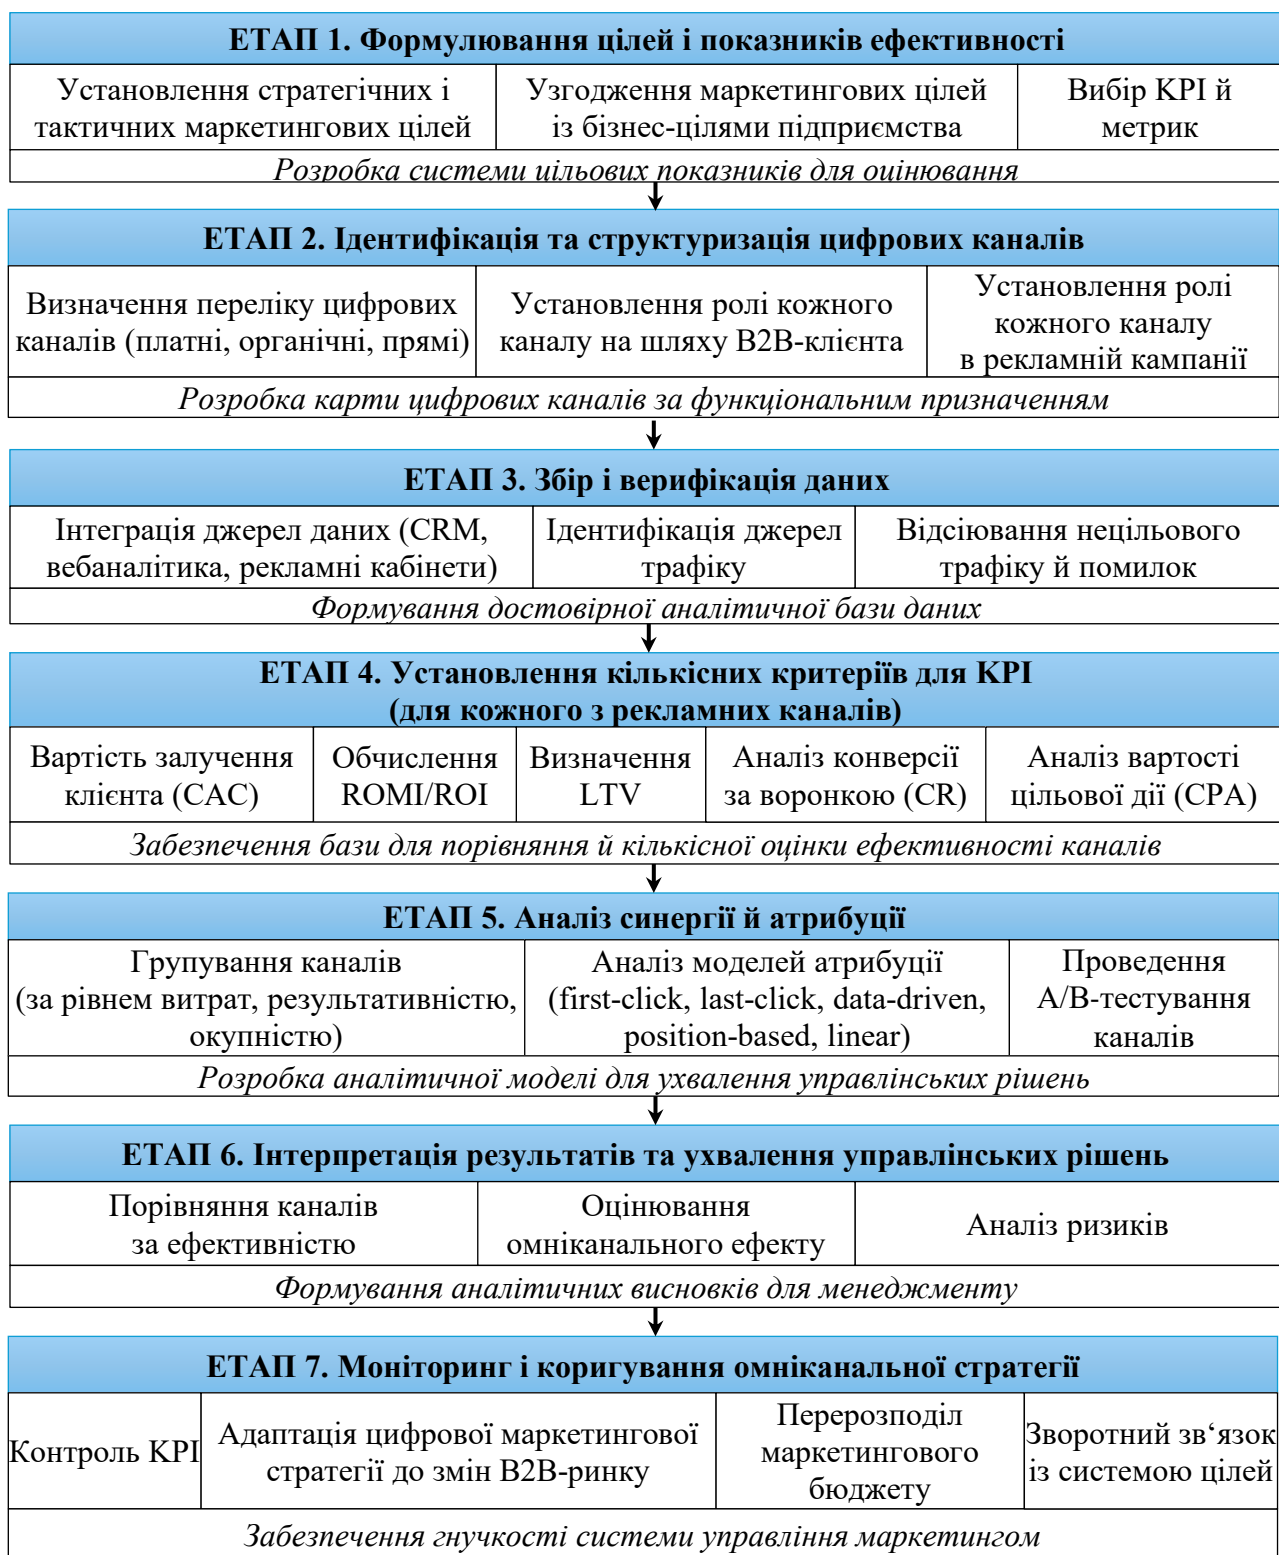 ЕТАП 1. Формулювання цілей і показників ефективності
Установлення стратегічних і
тактичних маркетингових цілей
Узгодження маркетингових цілей
із бізнес-цілями підприємства
Вибір KPI й
метрик
Розробка системи цільових показників для оцінювання
ЕТАП 2. Ідентифікація та структуризація цифрових каналів
Визначення переліку цифрових
каналів (платні, органічні, прямі)
Установлення ролі кожного
каналу на шляху B2B-клієнта
Установлення ролі
кожного каналу
в рекламній кампанії
Розробка карти цифрових каналів за функціональним призначенням
ЕТАП 3. Збір і верифікація даних
Інтеграція джерел даних (CRM,
вебаналітика, рекламні кабінети)
Ідентифікація джерел
трафіку
Відсіювання нецільового
трафіку й помилок
Формування достовірної аналітичної бази даних
ЕТАП 4. Установлення кількісних критеріїв для KPI
(для кожного з рекламних каналів)
Вартість залучення
клієнта (CAC)
Обчислення
ROMI/ROI
Визначення
LTV
Аналіз конверсії
за воронкою (CR)
Аналіз вартості
цільової дії (CPA)
Забезпечення бази для порівняння й кількісної оцінки ефективності каналів
ЕТАП 5. Аналіз синергії й атрибуції
Групування каналів
(за рівнем витрат, результативністю,
окупністю)
Аналіз моделей атрибуції
(first-click, last-click, data-driven,
position-based, linear)
Проведення
A/B-тестування
каналів
Розробка аналітичної моделі для ухвалення управлінських рішень
ЕТАП 6. Інтерпретація результатів та ухвалення управлінських рішень
Порівняння каналів
за ефективністю
Оцінювання
омніканального ефекту
Аналіз ризиків
Формування аналітичних висновків для менеджменту
ЕТАП 7. Моніторинг і коригування омніканальної стратегії
Контроль KPI
Адаптація цифрової маркетингової
стратегії до змін B2B-ринку
Перерозподіл
маркетингового
бюджету
Зворотний зв‘язок
із системою цілей
Забезпечення гнучкості системи управління маркетингом